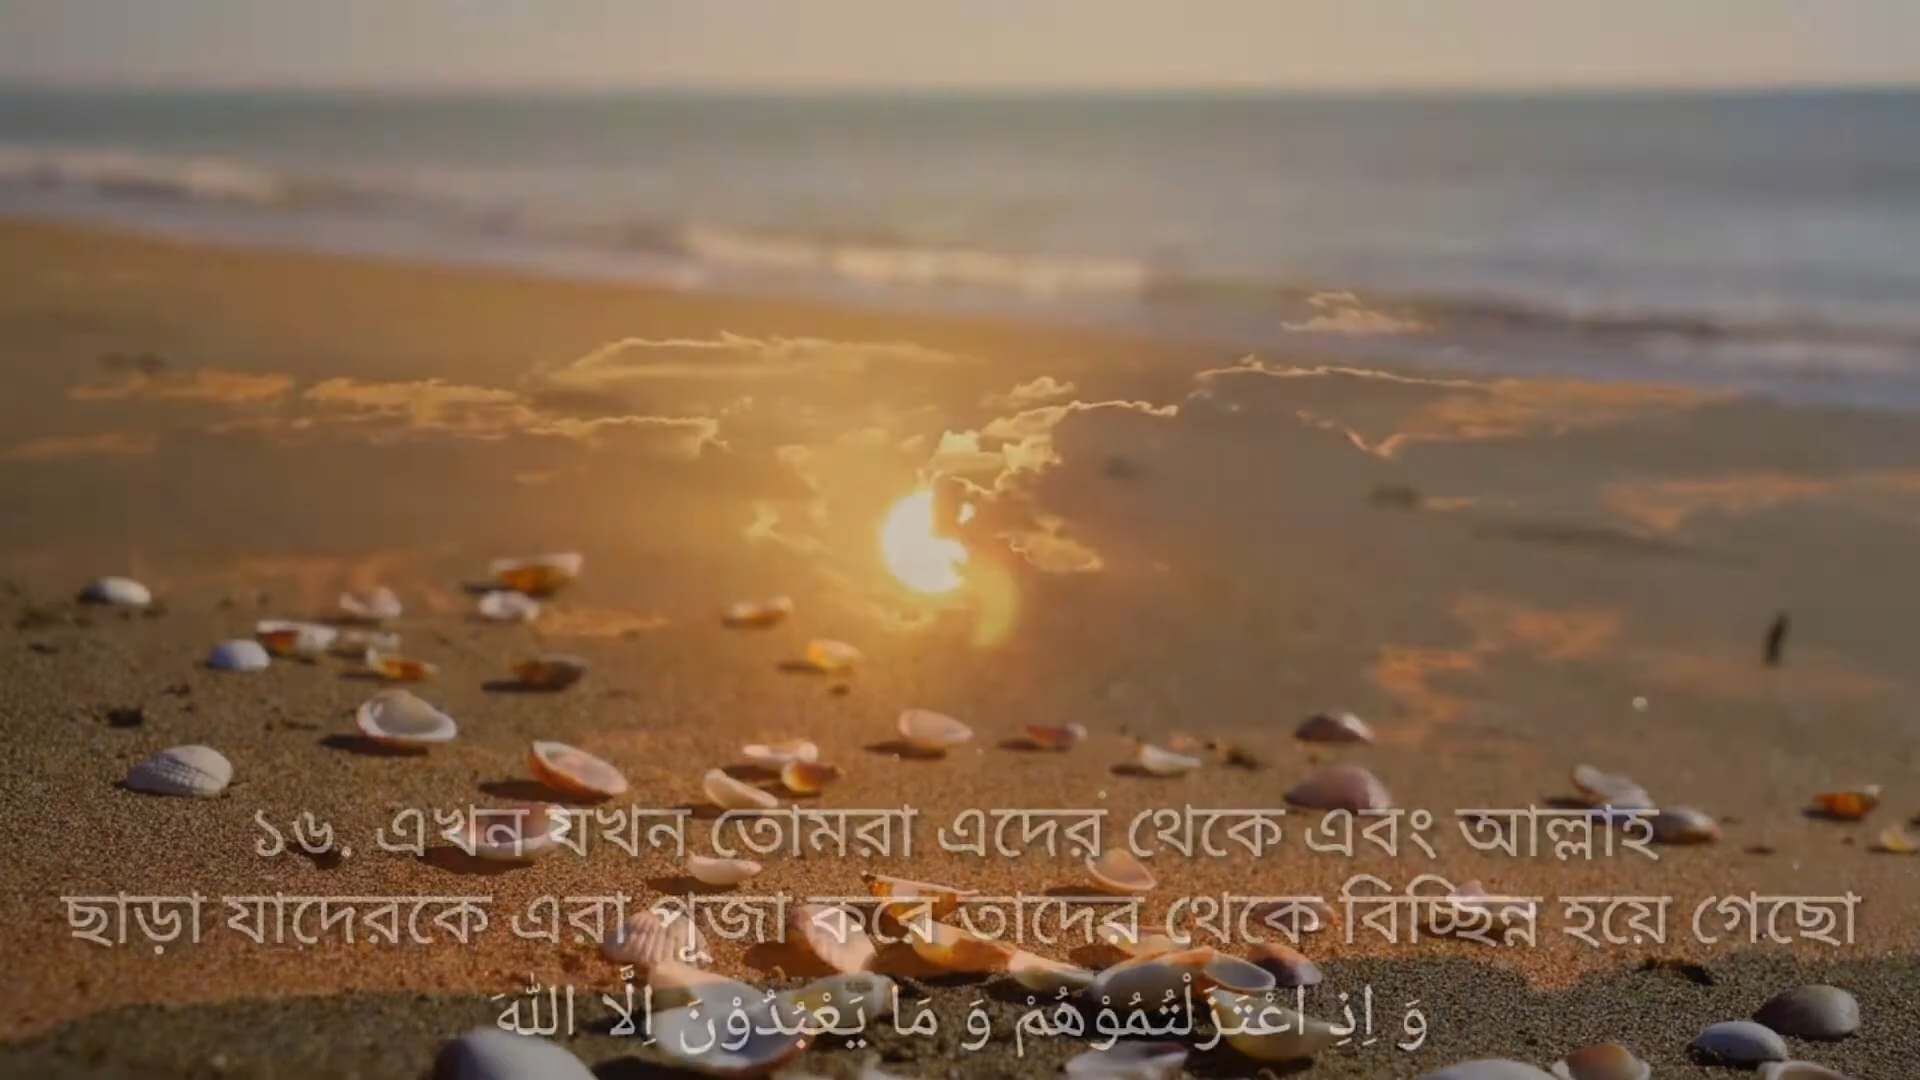 ১৬. এখন যখন তোমরা এদের থেকে এবং আল্লাহ
ছাড়া যাদেরকে এরা পূজা করে তাদের থেকে বিচ্ছিন্ন হয়ে গেছো
وَ اِذِ اعْتَزَلْتُمُوْهُمْ وَ مَا يَعْبُدُوْنَ اِلَّا اللّٰهَ